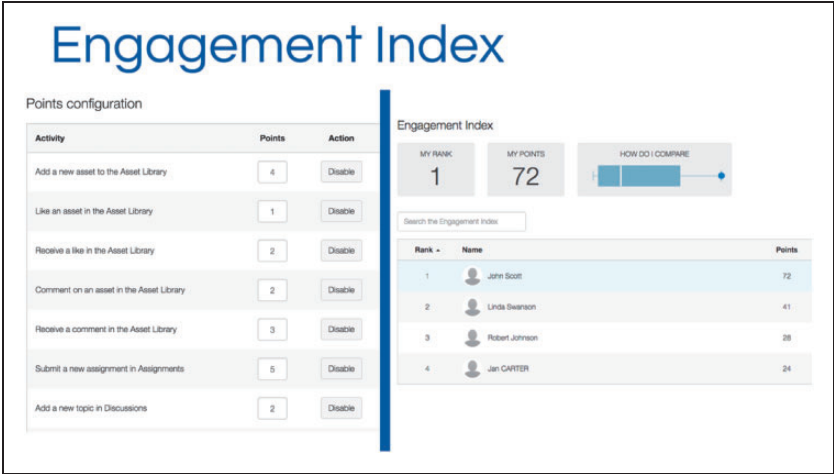 Engagement Index
Points configuration
Activity Points Action
Add a new asset to the Asset Library 4 Disable
Like an asset in the Asset Library 1 Disable
Receive a like in the Asset Library 2 Disable
Comment on an asset in the Asset Library 2 Disable
Receive a comment in the Asset Library 3 Disable
Submit a new assignment in Assignments 5 Disable
Add a new topic in Discussions 2 Disable
Engagement Index
MY RANK MY POINTS HOW DO I COMPARE
1 72
Search the Engagement Index
Rank Name Points
1 John Scott 72
2 Linda Swanson 41
3 Robert Johnson 28
4 Jan CARTER 24